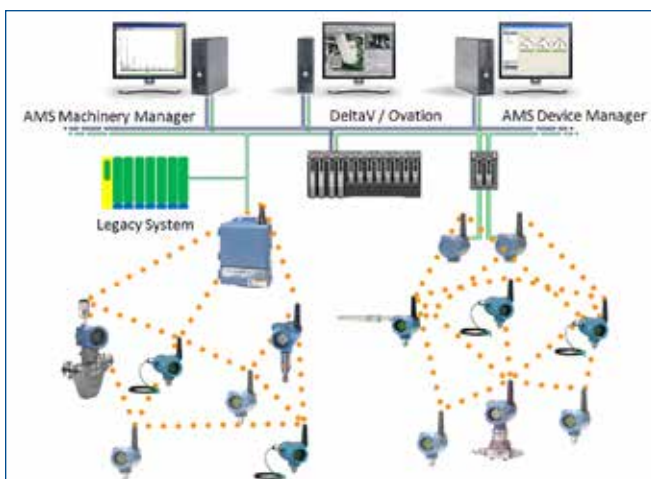 AMS Machinery Manager
DeltaV / Ovation
AMS Device Manager
Legacy System